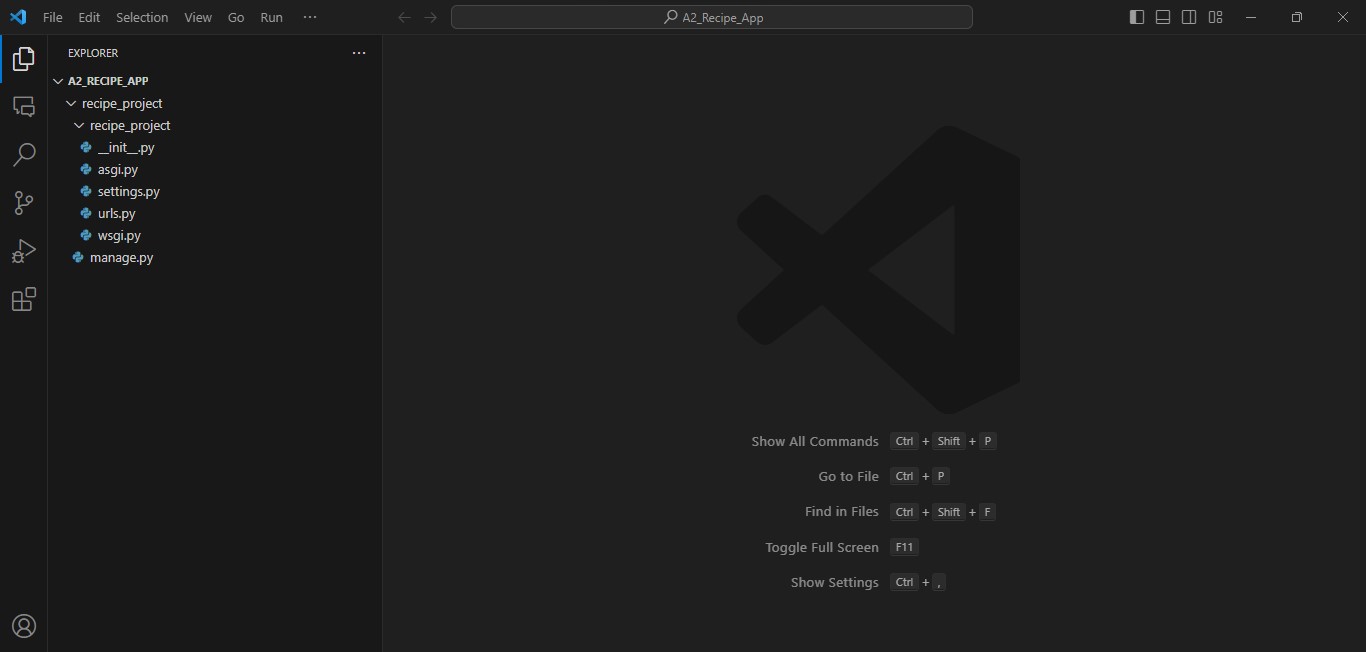 File Edit Selection View Go Run ··· A2_Recipe_App
EXPLORER ···
A2_RECIPE_APP
recipe_project
recipe_project
__init__.py
asgi.py
settings.py
urls.py
wsgi.py
manage.py
Show All Commands Ctrl + Shift + P
Go to File Ctrl + P
Find in Files Ctrl + Shift + F
Toggle Full Screen F11
Show Settings Ctrl + ,